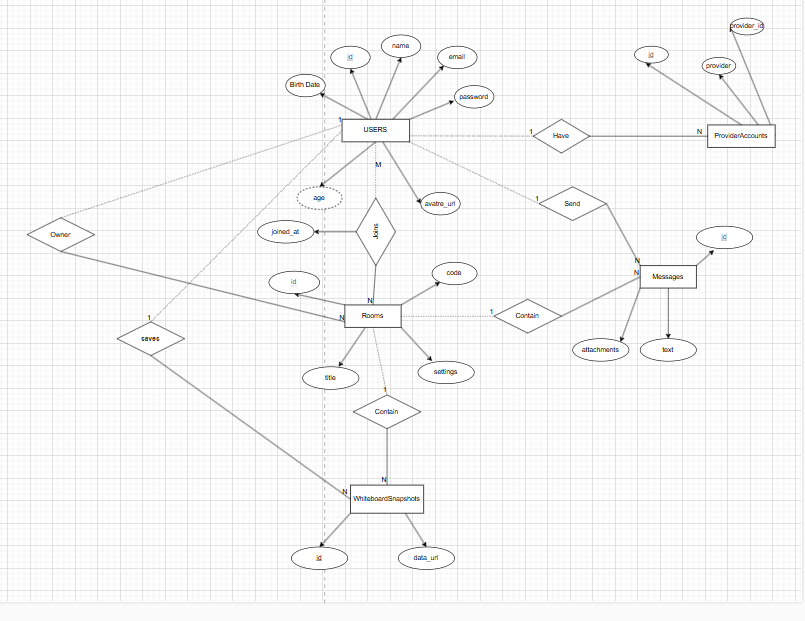 provider_id
name
id
email
id
provider
Birth Date
password
1
USERS
1
Have
N
ProviderAccounts
M
age
avatre_url
1
Send
joined_at
Joins
Owner
id
N
Messages
N
id
code
N
Rooms
N
1
Contain
1
saves
attachments
text
title
settings
1
Contain
N
N
WhiteboardSnapshots
id
data_url